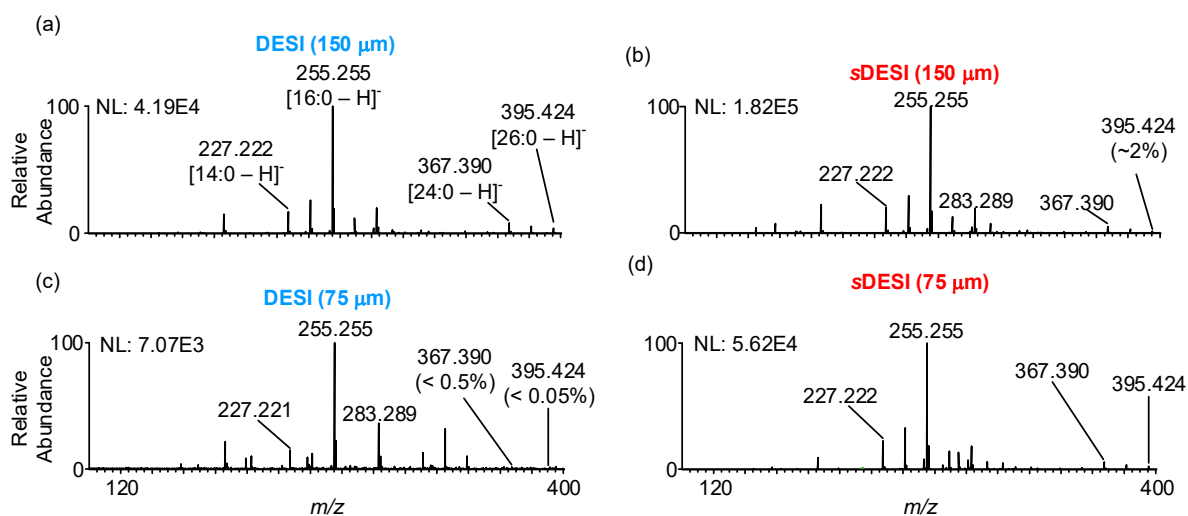 (a)
DESI (150 μm)
255.255
[16:0 – H]-
100
NL: 4.19E4
395.424
[26:0 – H]-
227.222
[14:0 – H]-
367.390
[24:0 – H]-
Relative
Abundance
0
(b)
sDESI (150 μm)
255.255
100
NL: 1.82E5
395.424
(~2%)
227.222
283.289
367.390
0
(c)
DESI (75 μm)
255.255
100
NL: 7.07E3
367.390
(< 0.5%)
395.424
(< 0.05%)
227.221
283.289
Relative
Abundance
0
120
400
m/z
(d)
sDESI (75 μm)
255.255
100
NL: 5.62E4
367.390
395.424
227.222
0
120
400
m/z